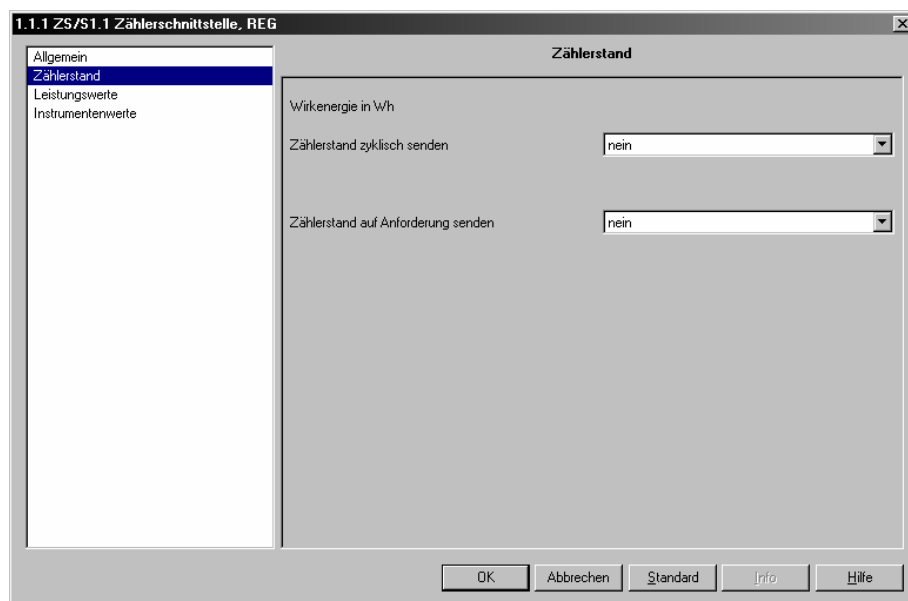 1.1.1 ZS/S1.1 Zählerschnittstelle, REG
Allgemein
Zählerstand
Leistungswerte
Instrumentenwerte
Zählerstand
Wirkenergie in Wh
Zählerstand zyklisch senden
nein
Zählerstand auf Anforderung senden
nein
OK
Abbrechen
Standard
Info
Hilfe